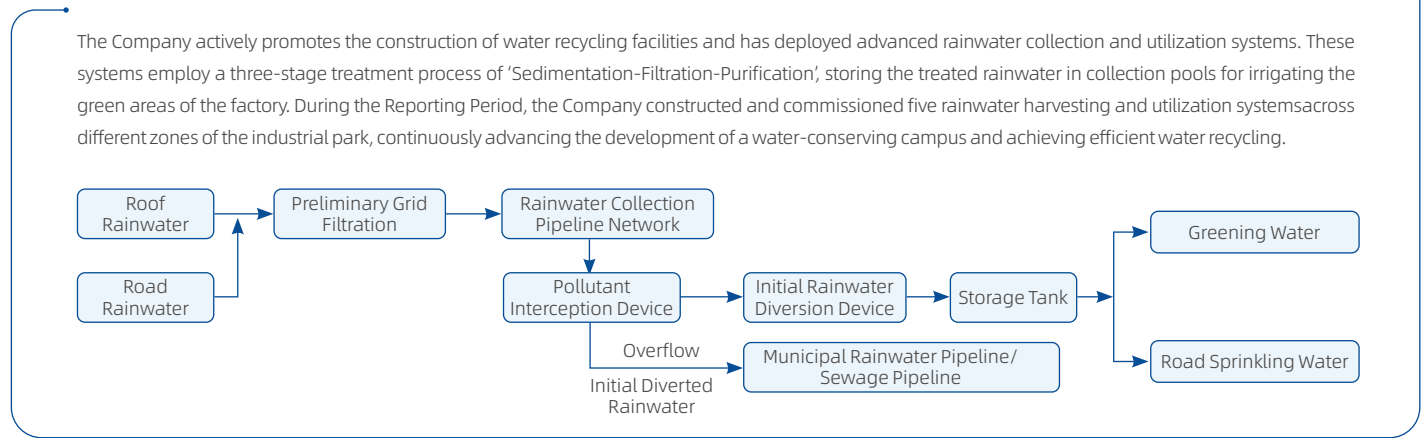 The Company actively promotes the construction of water recycling facilities and has deployed advanced rainwater collection and utilization systems. These
systems employ a three-stage treatment process of ‘Sedimentation-Filtration-Purification’, storing the treated rainwater in collection pools for irrigating the
green areas of the factory. During the Reporting Period, the Company constructed and commissioned five rainwater harvesting and utilization systemsacross
different zones of the industrial park, continuously advancing the development of a water-conserving campus and achieving efficient water recycling.
Roof
Rainwater
Preliminary Grid
Filtration
Rainwater Collection
Pipeline Network
Greening Water
Road
Rainwater
Pollutant
Interception Device
Initial Rainwater
Diversion Device
Storage Tank
Overflow
Initial Diverted
Rainwater
Municipal Rainwater Pipeline/
Sewage Pipeline
Road Sprinkling Water